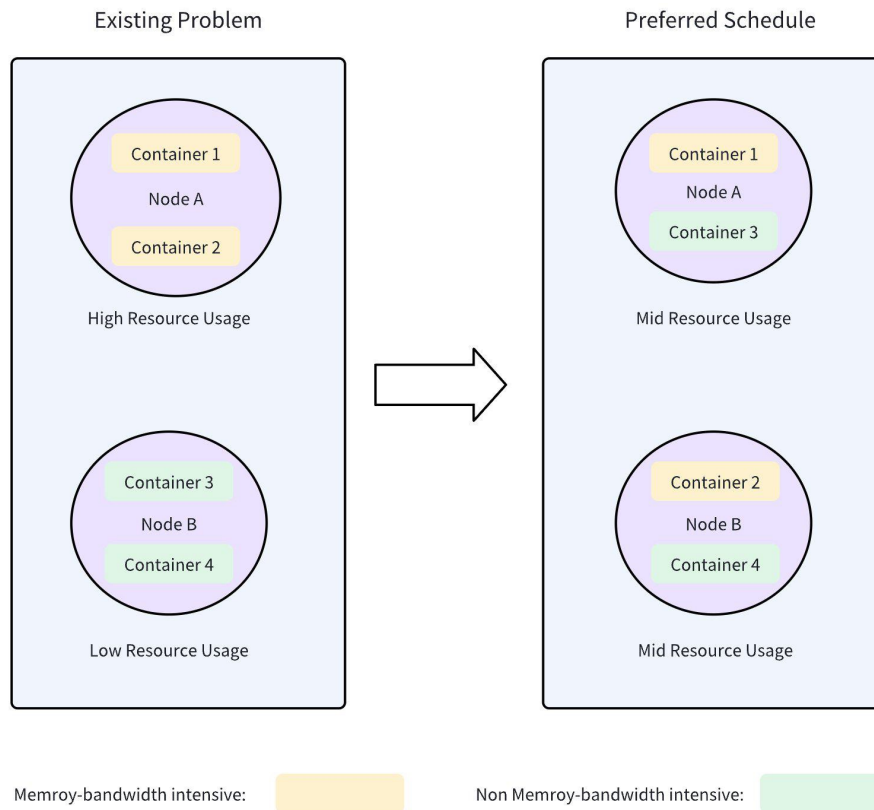 Existing Problem
Container 1
Node A
Container 2
High Resource Usage
Container 3
Node B
Container 4
Low Resource Usage
Preferred Schedule
Container 1
Node A
Container 3
Mid Resource Usage
Container 2
Node B
Container 4
Mid Resource Usage
Memroy-bandwidth intensive:
Non Memroy-bandwidth intensive: